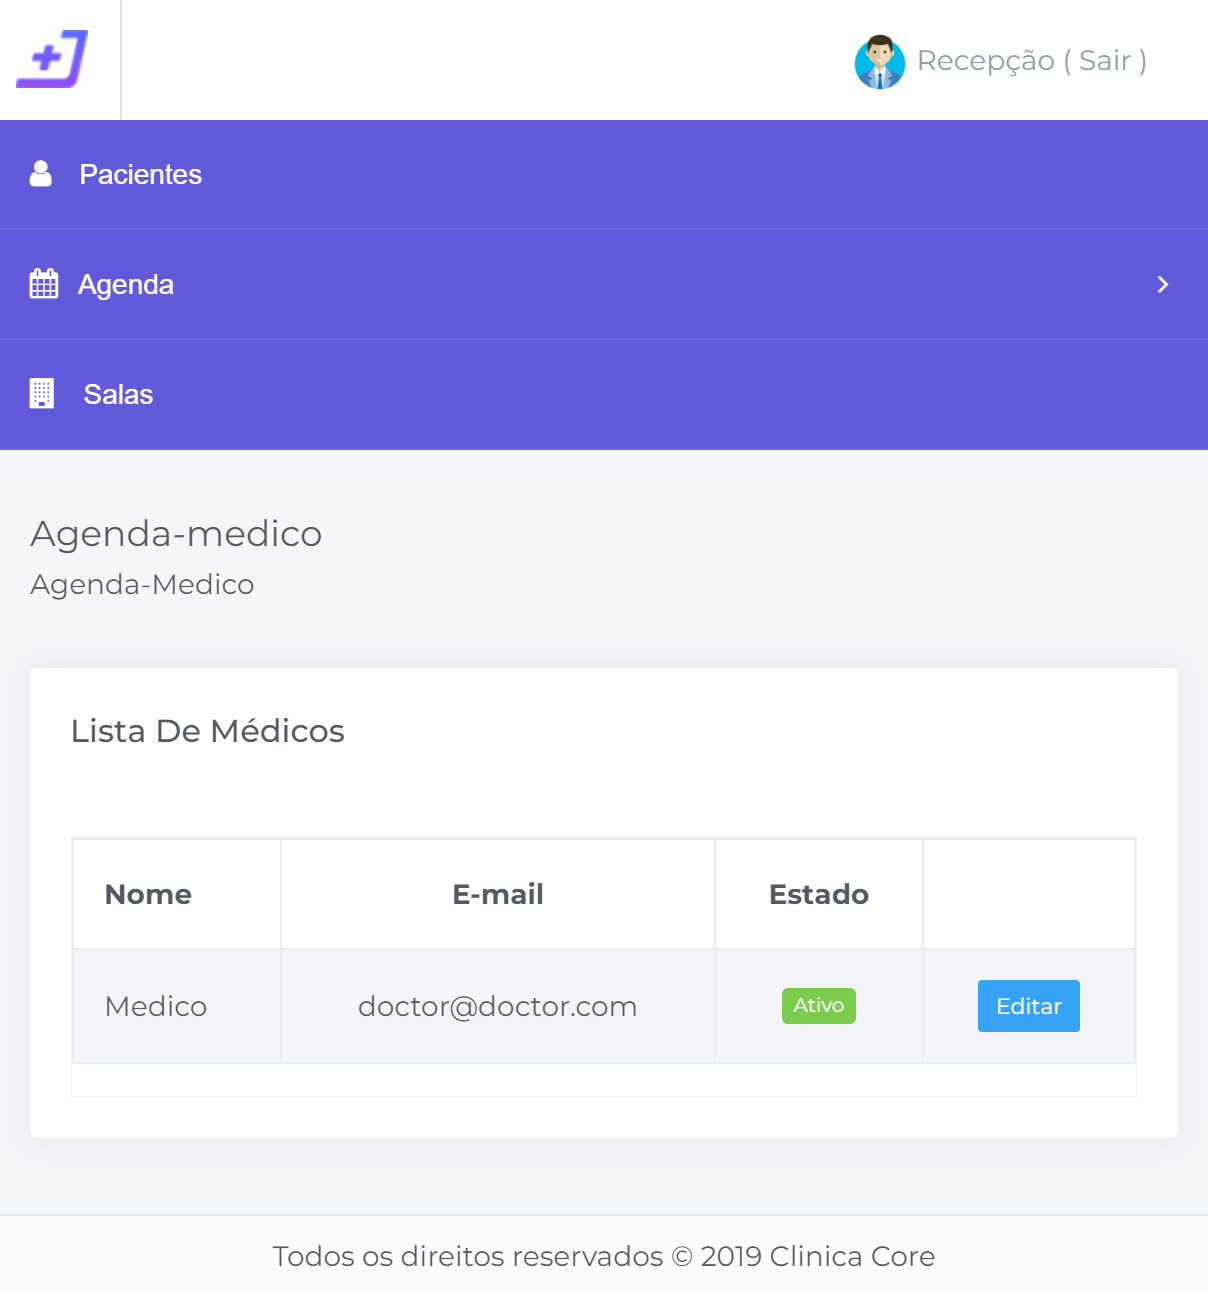 Recepção ( Sair )
Pacientes
Agenda
Salas
Agenda-medico
Agenda-Medico
Lista De Médicos
Nome E-mail Estado
Medico doctor@doctor.com Ativo Editar
Todos os direitos reservados © 2019 Clinica Core